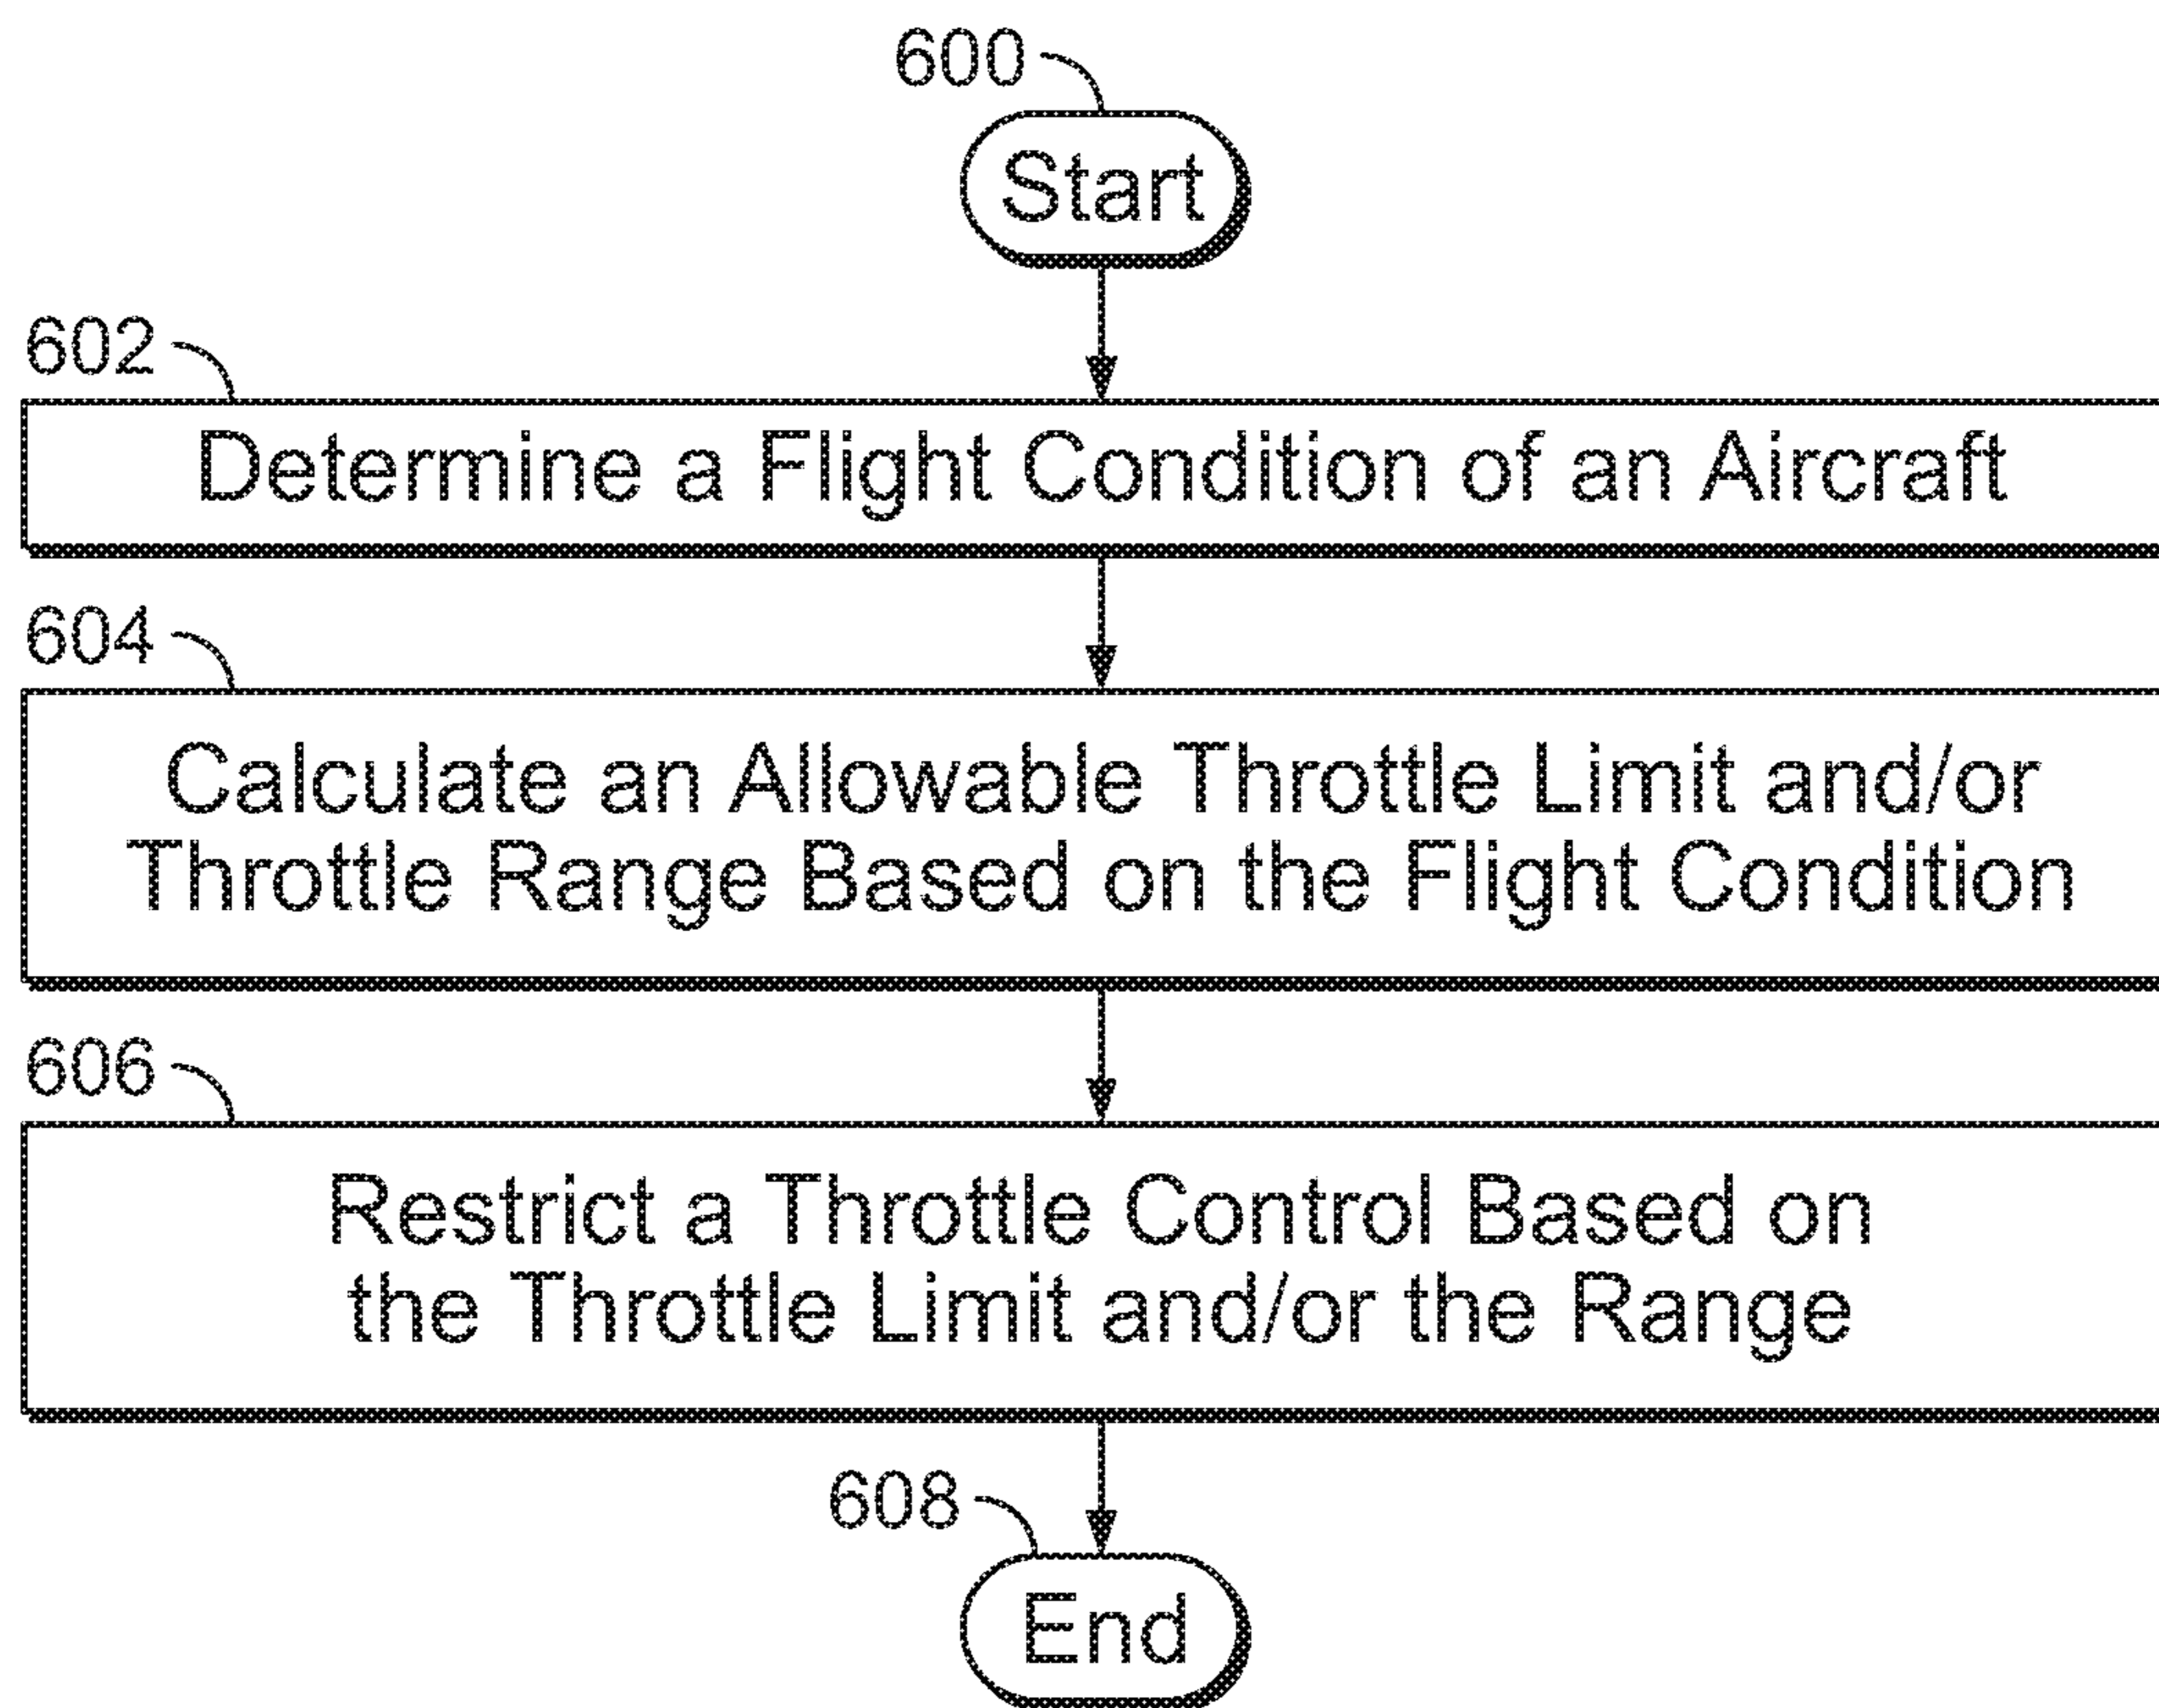 600
Start
602
Determine a Flight Condition of an Aircraft
604
Calculate an Allowable Throttle Limit and/or
Throttle Range Based on the Flight Condition
606
Restrict a Throttle Control Based on
the Throttle Limit and/or the Range
608
End